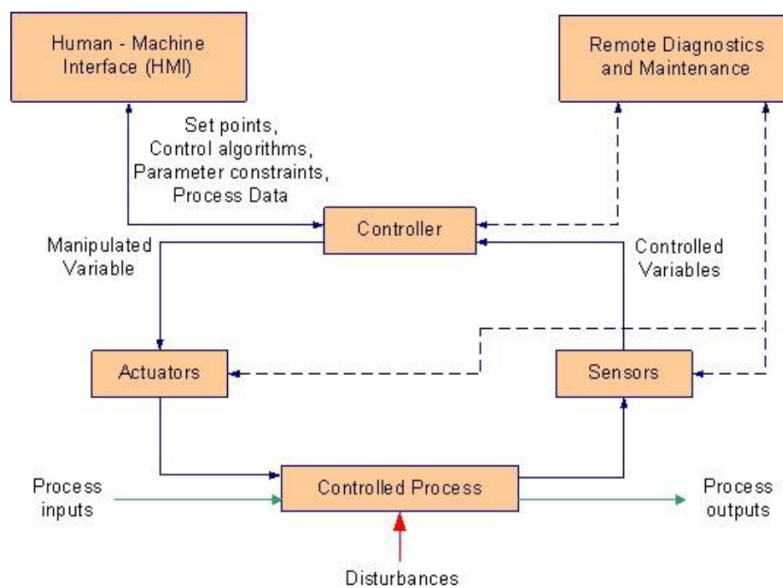 Human - Machine
Interface (HMI)
Remote Diagnostics
and Maintenance
Set points,
Control algorithms,
Parameter constraints,
Process Data
Controller
Manipulated
Variable
Controlled
Variables
Actuators
Sensors
Process
inputs
Controlled Process
Process
outputs
Disturbances